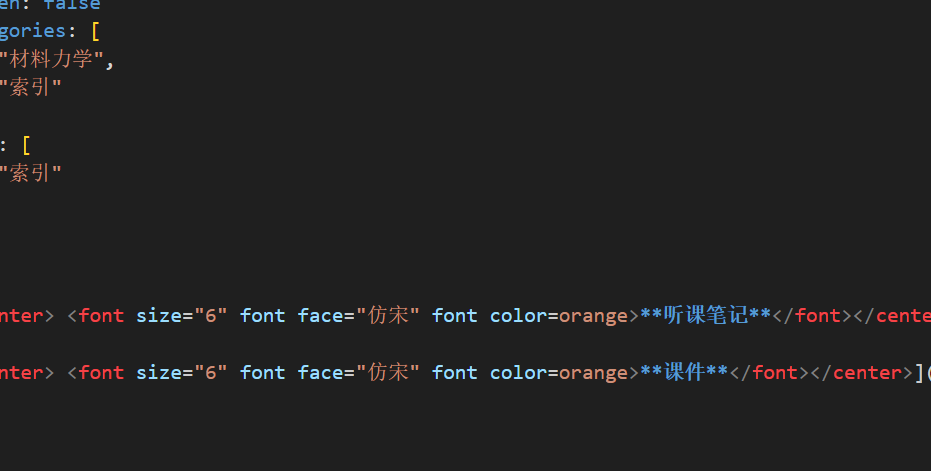 en: false
gories: [
"材料力学",
"索引"
: [
"索引"
nter> <font size="6" font face="仿宋" font color=orange>**听课笔记**</font></cente
nter> <font size="6" font face="仿宋" font color=orange>**课件**</font></center>](